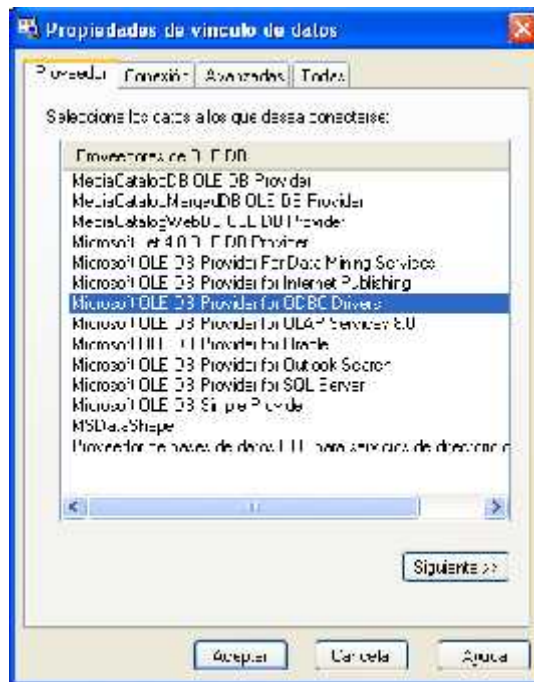 Propiedades de vínculo de datos
Proveedor Conexión Avanzadas Todas
Seleccione los datos a los que desea conectarse:
Proveedores de OLE DB
MediaCatalogDB OLE DB Provider
MediaCatalogMergedDB OLE DB Provider
MediaCatalogWebDB OLE DB Provider
Microsoft Jet 4.0 OLE DB Provider
Microsoft OLE DB Provider For Data Mining Services
Microsoft OLE DB Provider for Internet Publishing
Microsoft OLE DB Provider for ODBC Drivers
Microsoft OLE DB Provider for OLAP Services 8.0
Microsoft OLE DB Provider for Oracle
Microsoft OLE DB Provider for Outlook Search
Microsoft OLE DB Provider for SQL Server
Microsoft OLE DB Simple Provider
MSDataShape
Proveedor de bases de datos OLE para servicios de directorio
Siguiente >>
Aceptar Cancelar Ayuda